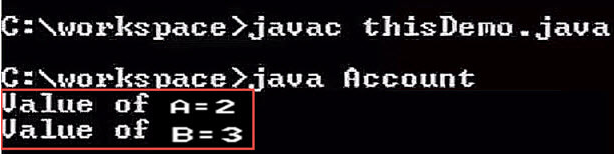 C:\workspace>javac thisDemo.java
C:\workspace>java Account
Value of A=2
Value of B=3